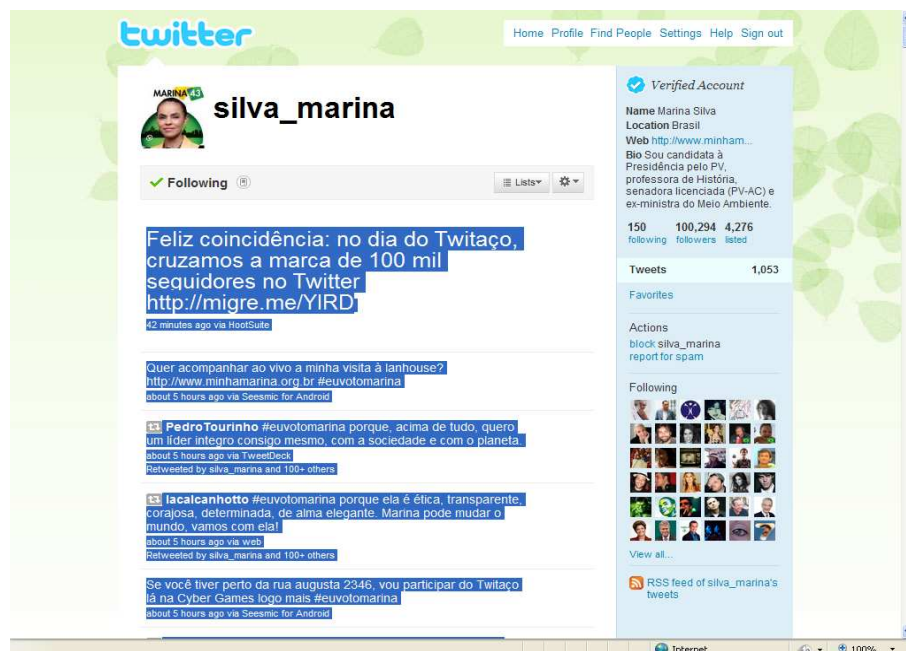 twitter
Home Profile Find People Settings Help Sign out
MARINA 43
silva_marina
Following
Lists
Feliz coincidência: no dia do Twitaço,
cruzamos a marca de 100 mil
seguidores no Twitter
http://migre.me/YIRD
42 minutes ago via HootSuite
Quer acompanhar ao vivo a minha visita à lanhouse?
http://www.minhamarina.org.br #euvotomarina
about 5 hours ago via Seesmic for Android
PedroTourinho #euvotomarina porque, acima de tudo, quero
um líder integro consigo mesmo, com a sociedade e com o planeta.
about 5 hours ago via TweetDeck
Retweeted by silva_marina and 100+ others
lacalcanhotto #euvotomarina porque ela é ética, transparente,
corajosa, determinada, de alma elegante. Marina pode mudar o
mundo, vamos com ela!
about 5 hours ago via web
Retweeted by silva_marina and 100+ others
Se você tiver perto da rua augusta 2346, vou participar do Twitaço
lá na Cyber Games logo mais #euvotomarina
about 5 hours ago via Seesmic for Android
Verified Account
Name Marina Silva
Location Brasil
Web http://www.minham...
Bio Sou candidata à
Presidência pelo PV,
professora de História,
senadora licenciada (PV-AC) e
ex-ministra do Meio Ambiente.
150 100,294 4,276
following followers listed
Tweets 1,053
Favorites
Actions
block silva_marina
report for spam
Following
View all...
RSS feed of silva_marina's
tweets
Internet 100%